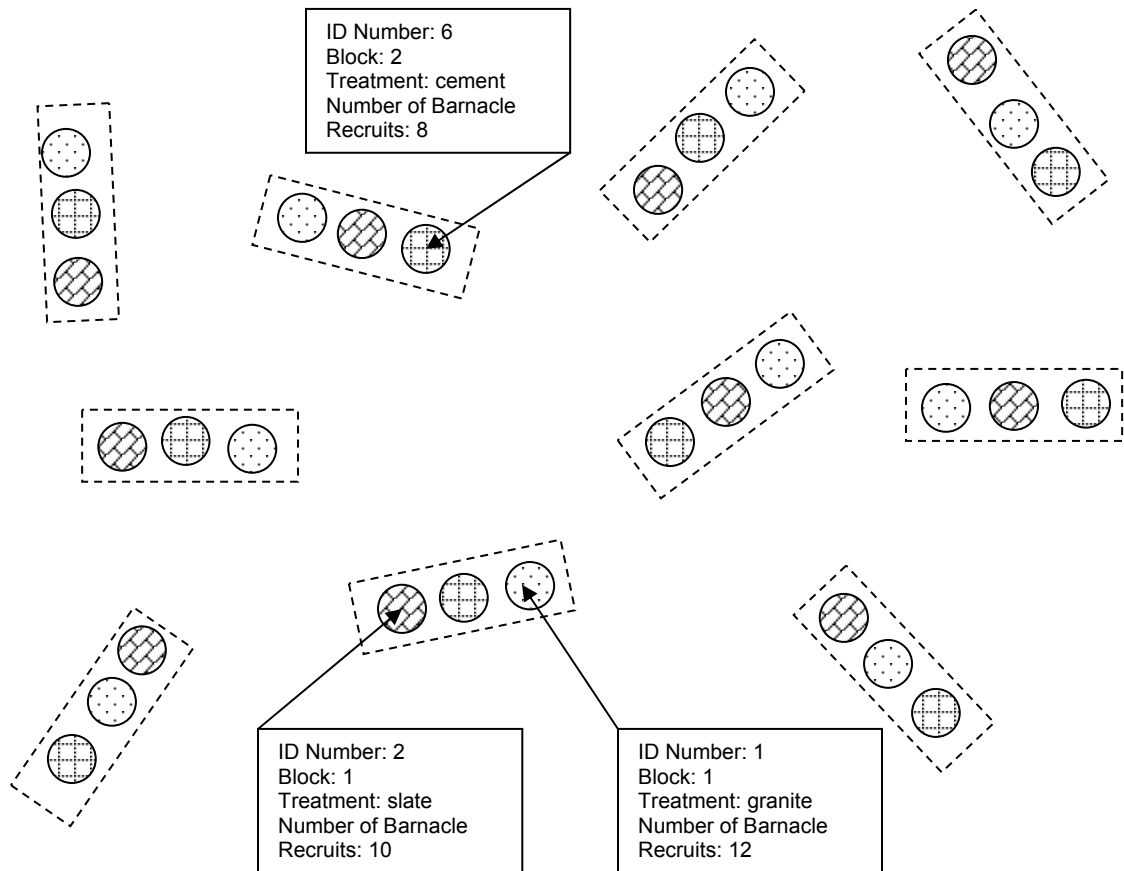 ID Number: 6
Block: 2
Treatment: cement
Number of Barnacle
Recruits: 8
ID Number: 2
Block: 1
Treatment: slate
Number of Barnacle
Recruits: 10
ID Number: 1
Block: 1
Treatment: granite
Number of Barnacle
Recruits: 12